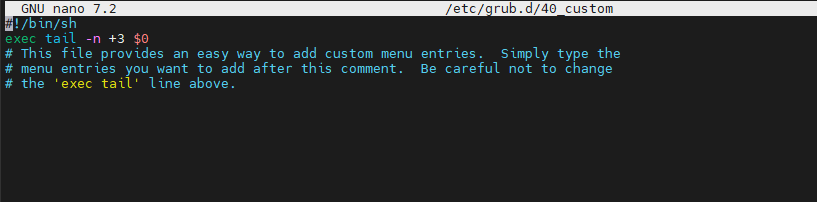 GNU nano 7.2 /etc/grub.d/40_custom
#!/bin/sh
exec tail -n +3 $0
# This file provides an easy way to add custom menu entries.  Simply type the
# menu entries you want to add after this comment.  Be careful not to change
# the 'exec tail' line above.